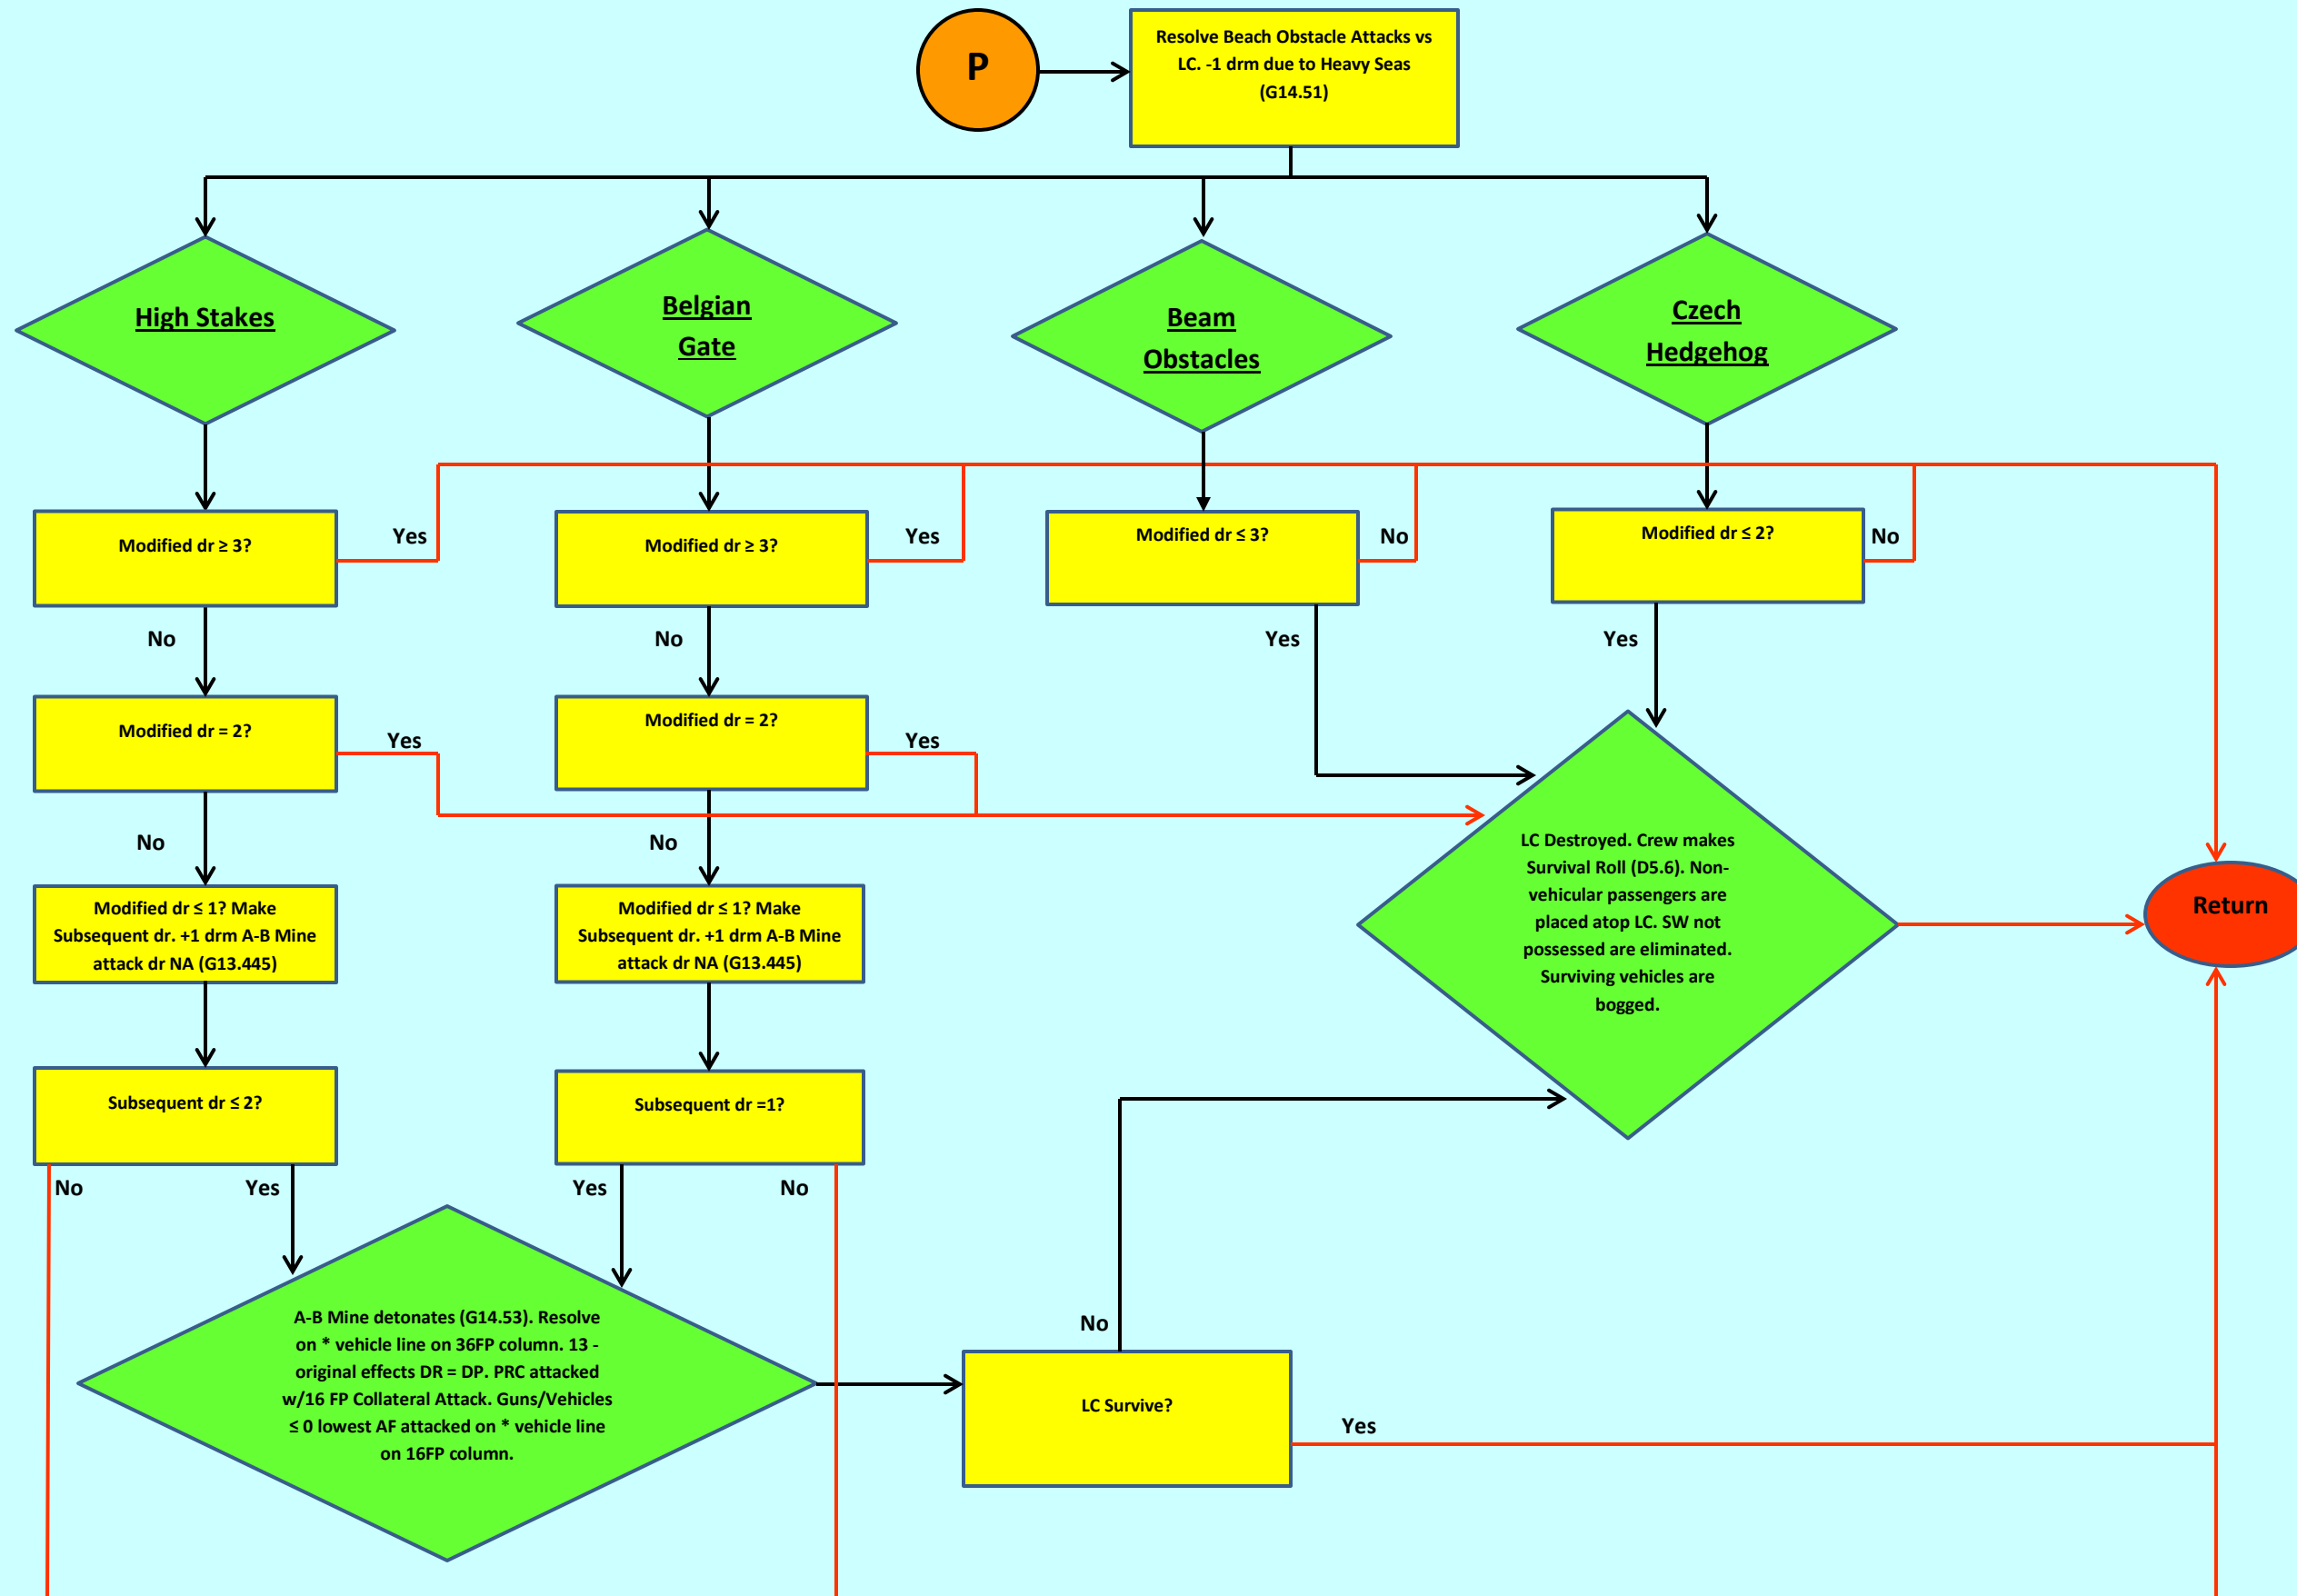 P
Resolve Beach Obstacle Attacks vs
LC. -1 drm due to Heavy Seas
(G14.51)
High Stakes
Belgian
Gate
Beam
Obstacles
Czech
Hedgehog
Modified dr ≥ 3?
Yes
Modified dr ≥ 3?
Yes
Modified dr ≤ 3?
No
Modified dr ≤ 2?
No
No
No
Yes
Yes
Modified dr = 2?
Yes
Modified dr = 2?
Yes
No
No
LC Destroyed. Crew makes
Survival Roll (D5.6). Non-
vehicular passengers are
placed atop LC. SW not
possessed are eliminated.
Surviving vehicles are
bogged.
Return
Modified dr ≤ 1? Make
Subsequent dr. +1 drm A-B Mine
attack dr NA (G13.445)
Modified dr ≤ 1? Make
Subsequent dr. +1 drm A-B Mine
attack dr NA (G13.445)
Subsequent dr ≤ 2?
Subsequent dr =1?
No
Yes
Yes
No
A-B Mine detonates (G14.53). Resolve
on * vehicle line on 36FP column. 13 -
original effects DR = DP. PRC attacked
w/16 FP Collateral Attack. Guns/Vehicles
≤ 0 lowest AF attacked on * vehicle line
on 16FP column.
No
LC Survive?
Yes